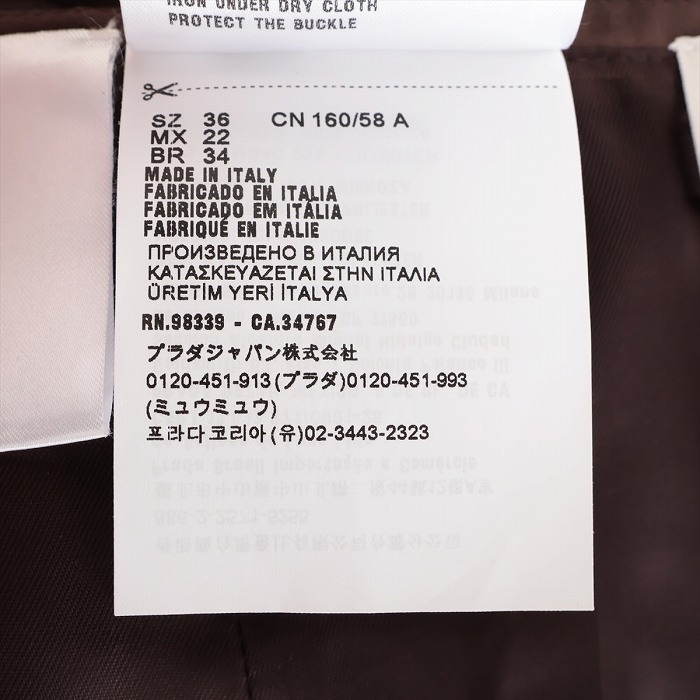 IRON UNDER DRY CLOTH
PROTECT THE BUCKLE
SZ 36 CN 160/58 A
MX 22
BR 34
MADE IN ITALY
FABRICADO EN ITALIA
FABRICADO EM ITÁLIA
FABRIQUÉ EN ITALIE
ПРОИЗВЕДЕНО В ИТАЛИЯ
ΚΑΤΑΣΚΕΥΑΖΕΤΑΙ ΣΤΗΝ ΙΤΑΛΙΑ
ÜRETİM YERİ İTALYA
RN.98339 - CA.34767
プラダジャパン株式会社
0120-451-913(プラダ)0120-451-993
(ミュウミュウ)
프라다코리아(유)02-3443-2323